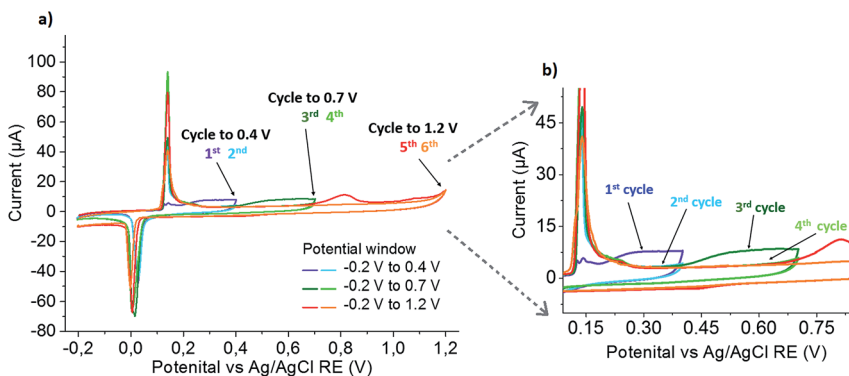 a)
Current (µA)
100
80
60
40
20
0
-20
-40
-60
-80
-0,2
0,0
0,2
0,4
0,6
0,8
1,0
1,2
Potenital vs Ag/AgCl RE (V)
Cycle to 0.4 V
1st 2nd
Cycle to 0.7 V
3rd 4th
Cycle to 1.2 V
5th 6th
Potential window
-0.2 V to 0.4 V
-0.2 V to 0.7 V
-0.2 V to 1.2 V
b)
Current (µA)
45
30
15
0
0.15
0.30
0.45
0.60
0.75
Potenital vs Ag/AgCl RE (V)
1st cycle
2nd cycle
3rd cycle
4th cycle